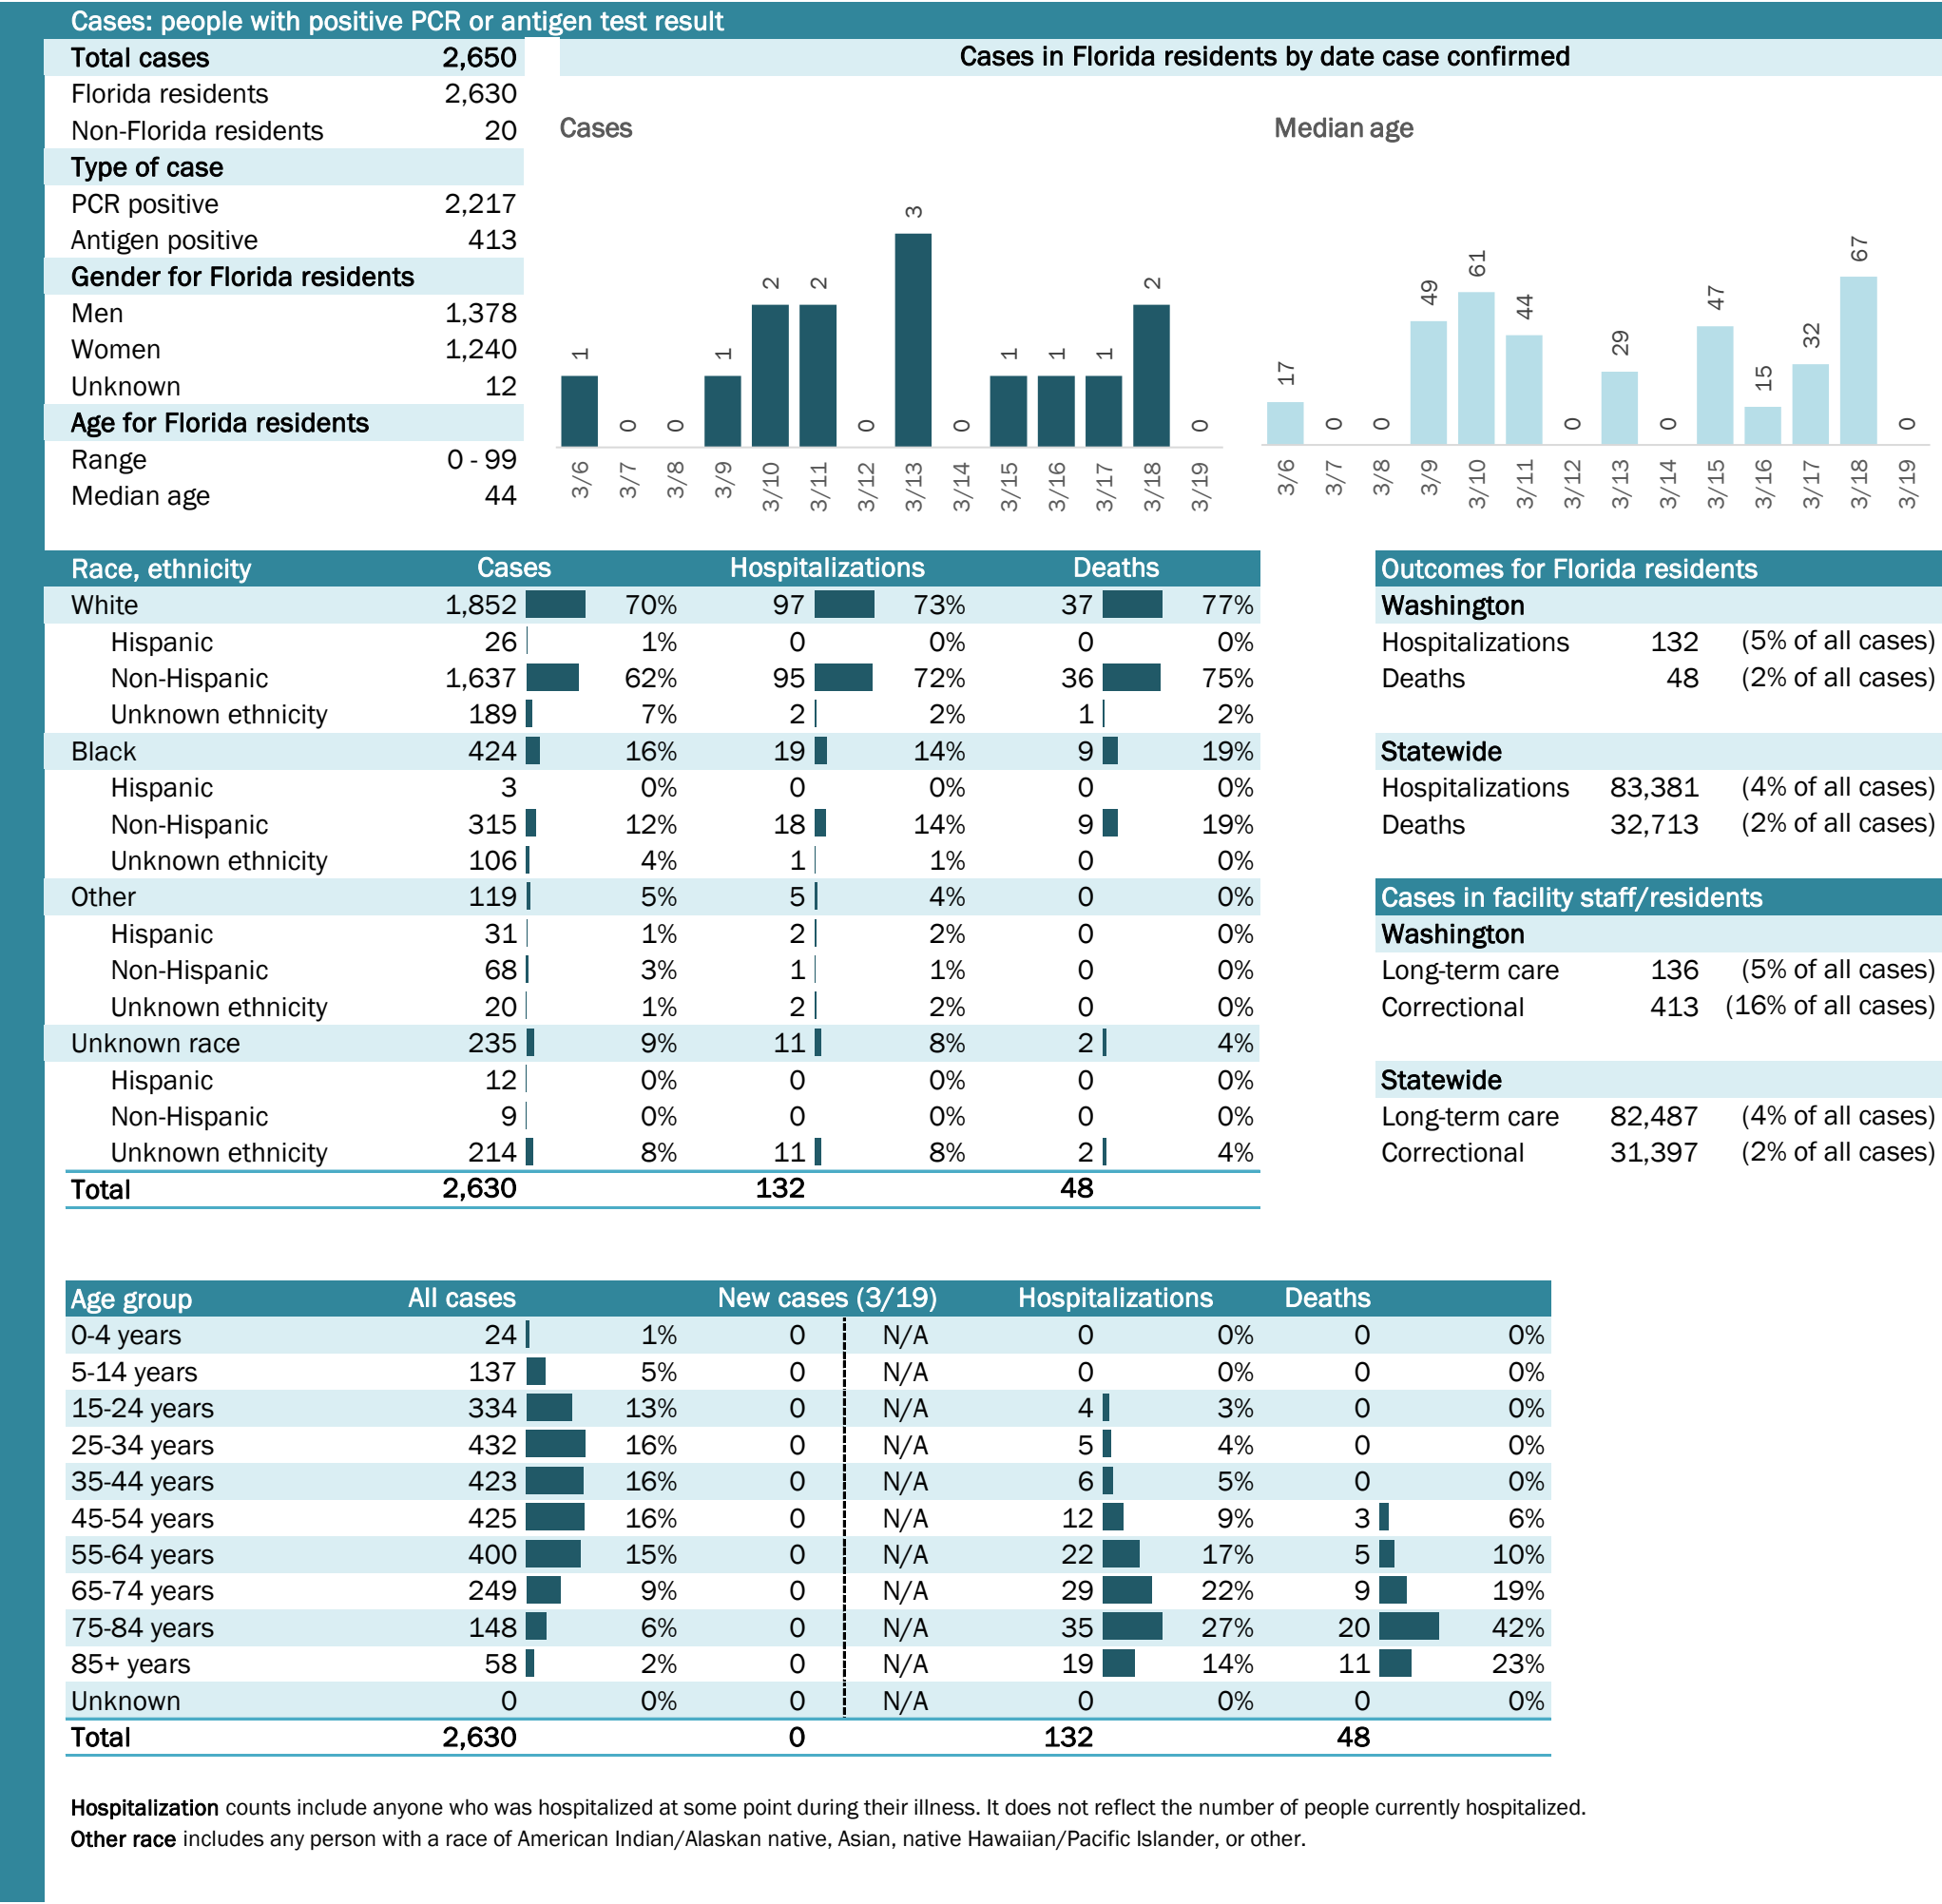 Cases: people with positive PCR or antigen test result
Total cases 2,650
Florida residents 2,630
Non-Florida residents 20
Type of case
PCR positive 2,217
Antigen positive 413
Gender for Florida residents
Men 1,378
Women 1,240
Unknown 12
Age for Florida residents
Range 0 - 99
Median age 44
Cases in Florida residents by date case confirmed
Cases
1 0 0 1 2 2 0 3 0 1 1 1 2 0
3/6 3/7 3/8 3/9 3/10 3/11 3/12 3/13 3/14 3/15 3/16 3/17 3/18 3/19
Median age
17 0 0 49 61 44 0 29 0 47 15 32 67 0
3/6 3/7 3/8 3/9 3/10 3/11 3/12 3/13 3/14 3/15 3/16 3/17 3/18 3/19
Race, ethnicity Cases Hospitalizations Deaths
White 1,852 70% 97 73% 37 77%
Hispanic 26 1% 0 0% 0 0%
Non-Hispanic 1,637 62% 95 72% 36 75%
Unknown ethnicity 189 7% 2 2% 1 2%
Black 424 16% 19 14% 9 19%
Hispanic 3 0% 0 0% 0 0%
Non-Hispanic 315 12% 18 14% 9 19%
Unknown ethnicity 106 4% 1 1% 0 0%
Other 119 5% 5 4% 0 0%
Hispanic 31 1% 2 2% 0 0%
Non-Hispanic 68 3% 1 1% 0 0%
Unknown ethnicity 20 1% 2 2% 0 0%
Unknown race 235 9% 11 8% 2 4%
Hispanic 12 0% 0 0% 0 0%
Non-Hispanic 9 0% 0 0% 0 0%
Unknown ethnicity 214 8% 11 8% 2 4%
Total 2,630 132 48
Outcomes for Florida residents
Washington
Hospitalizations 132 (5% of all cases)
Deaths 48 (2% of all cases)
Statewide
Hospitalizations 83,381 (4% of all cases)
Deaths 32,713 (2% of all cases)
Cases in facility staff/residents
Washington
Long-term care 136 (5% of all cases)
Correctional 413 (16% of all cases)
Statewide
Long-term care 82,487 (4% of all cases)
Correctional 31,397 (2% of all cases)
Age group All cases New cases (3/19) Hospitalizations Deaths
0-4 years 24 1% 0 N/A 0 0% 0 0%
5-14 years 137 5% 0 N/A 0 0% 0 0%
15-24 years 334 13% 0 N/A 4 3% 0 0%
25-34 years 432 16% 0 N/A 5 4% 0 0%
35-44 years 423 16% 0 N/A 6 5% 0 0%
45-54 years 425 16% 0 N/A 12 9% 3 6%
55-64 years 400 15% 0 N/A 22 17% 5 10%
65-74 years 249 9% 0 N/A 29 22% 9 19%
75-84 years 148 6% 0 N/A 35 27% 20 42%
85+ years 58 2% 0 N/A 19 14% 11 23%
Unknown 0 0% 0 N/A 0 0% 0 0%
Total 2,630 0 132 48
Hospitalization counts include anyone who was hospitalized at some point during their illness. It does not reflect the number of people currently hospitalized.
Other race includes any person with a race of American Indian/Alaskan native, Asian, native Hawaiian/Pacific Islander, or other.